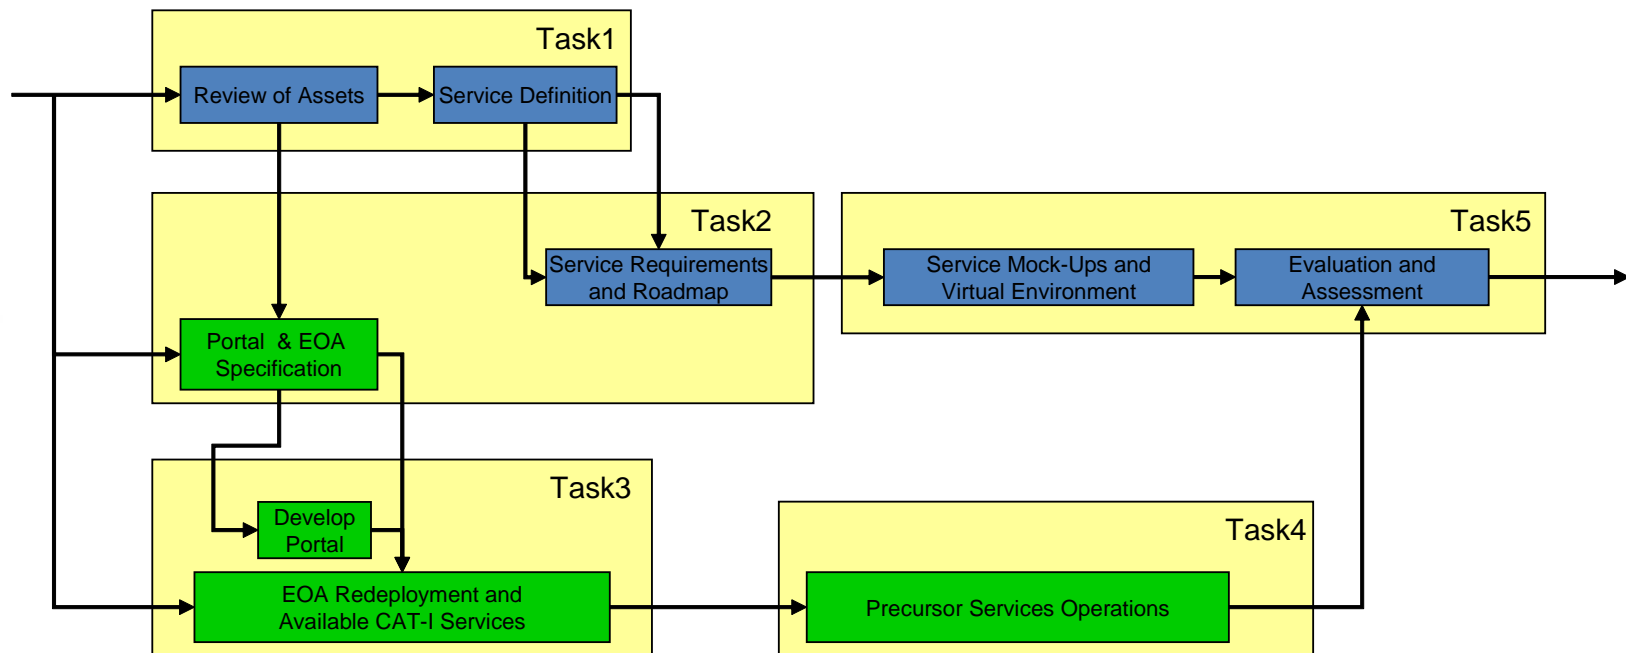 Task1
Review of Assets
Service Definition
Task2
Service Requirements
and Roadmap
Portal & EOA
Specification
Task5
Service Mock-Ups and
Virtual Environment
Evaluation and
Assessment
Task3
Develop
Portal
EOA Redeployment and
Available CAT-I Services
Task4
Precursor Services Operations